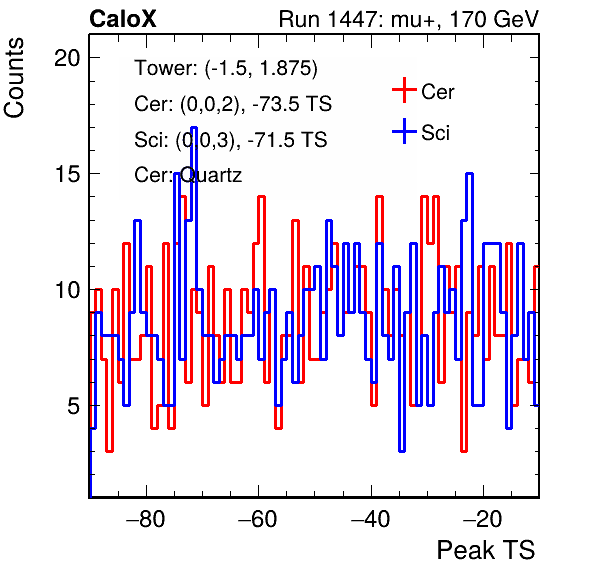 CaloX Run 1447: mu+, 170 GeV
Counts
20
15
10
5
Tower: (-1.5, 1.875)
Cer: (0,0,2), -73.5 TS
Sci: (0,0,3), -71.5 TS
Cer: Quartz
Cer
Sci
−80 −60 −40 −20
Peak TS